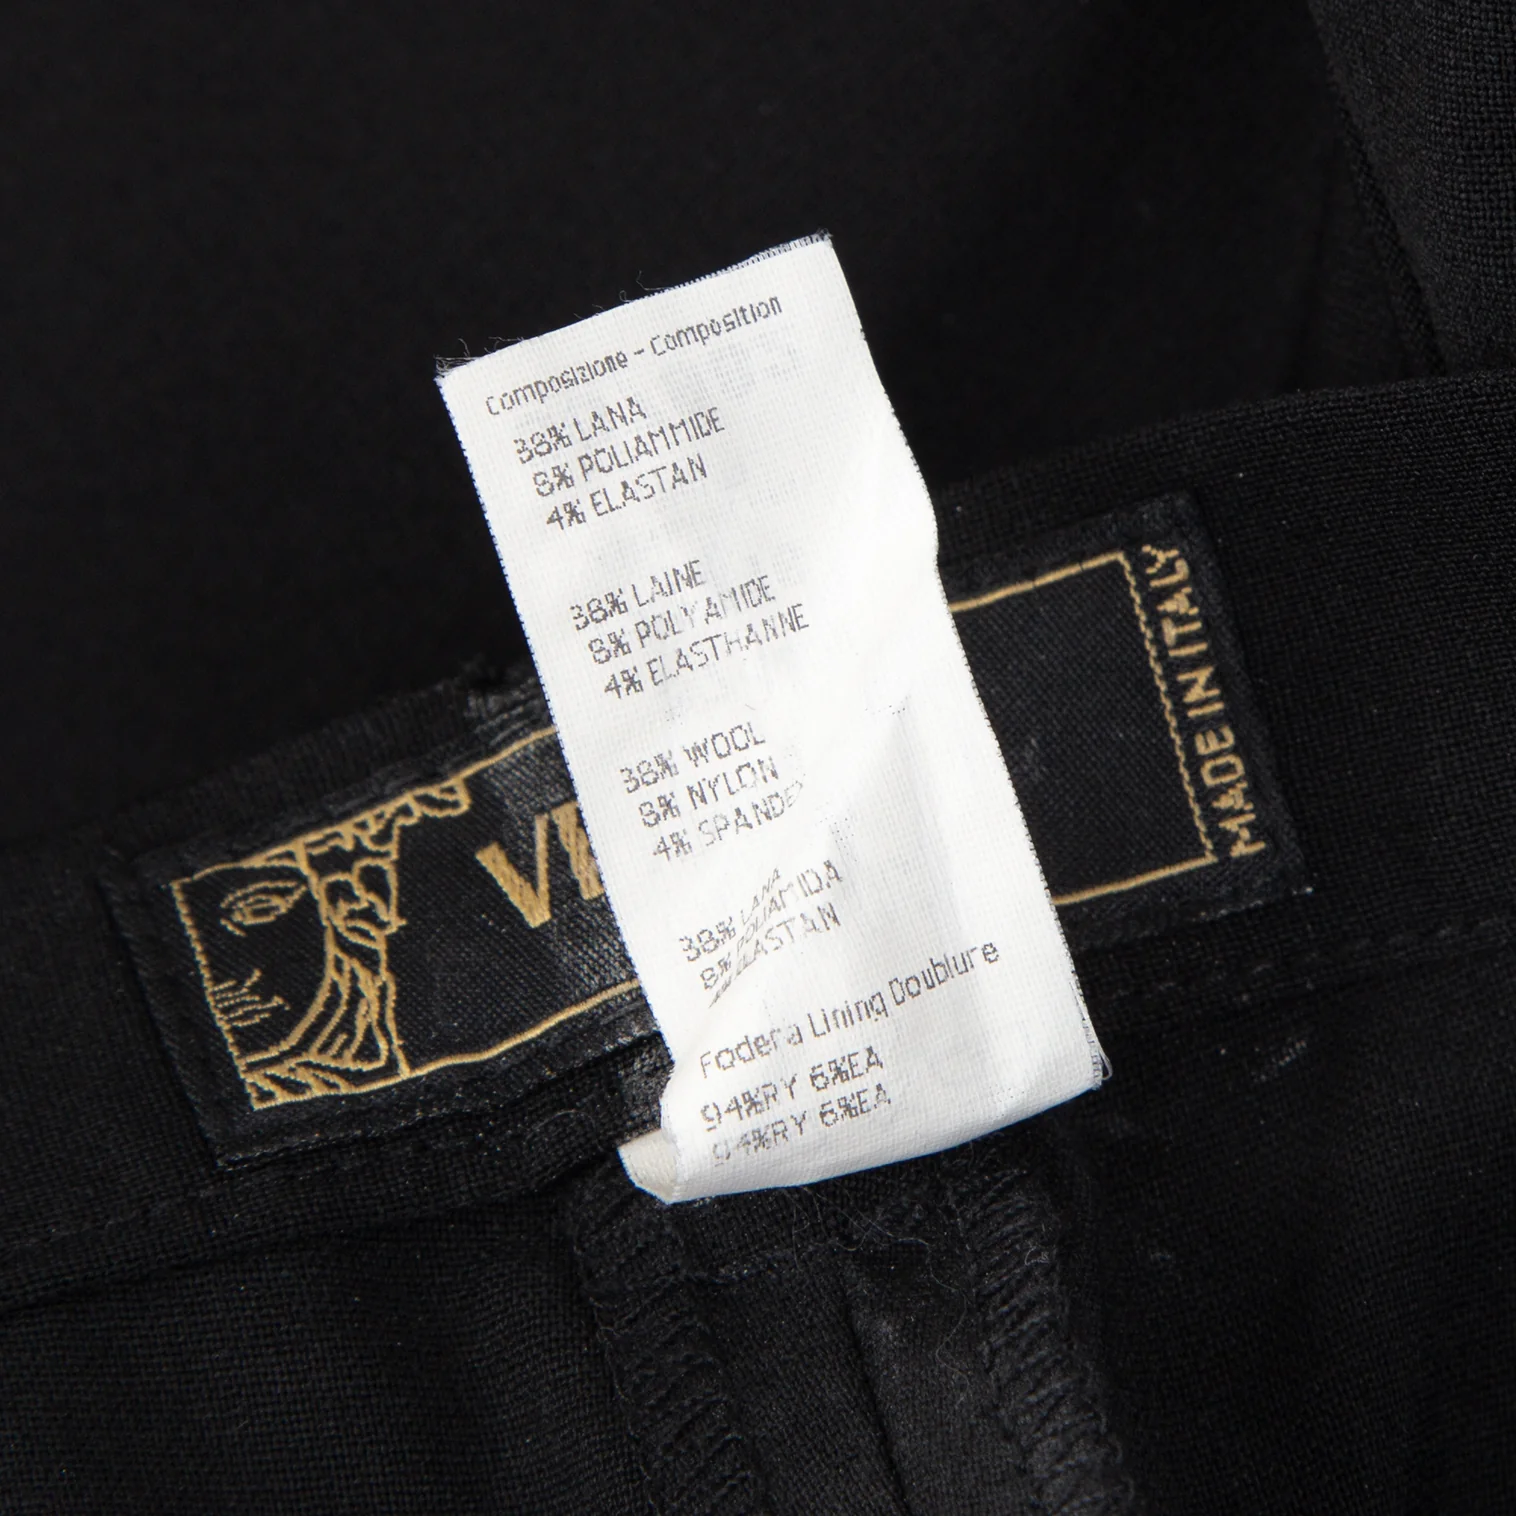 Composizione - Composition
38% LANA
8% POLIAMMIDE
4% ELASTAN
38% LAINE
8% POLYAMIDE
4% ELASTHANNE
38% WOOL
8% NYLON
4% SPANDEX
38% LANA
8% POLIAMIDA
ELASTAN
Fodera Lining Doublure
94%RY 6%EA
94%RY 6%EA
MADE IN ITALY